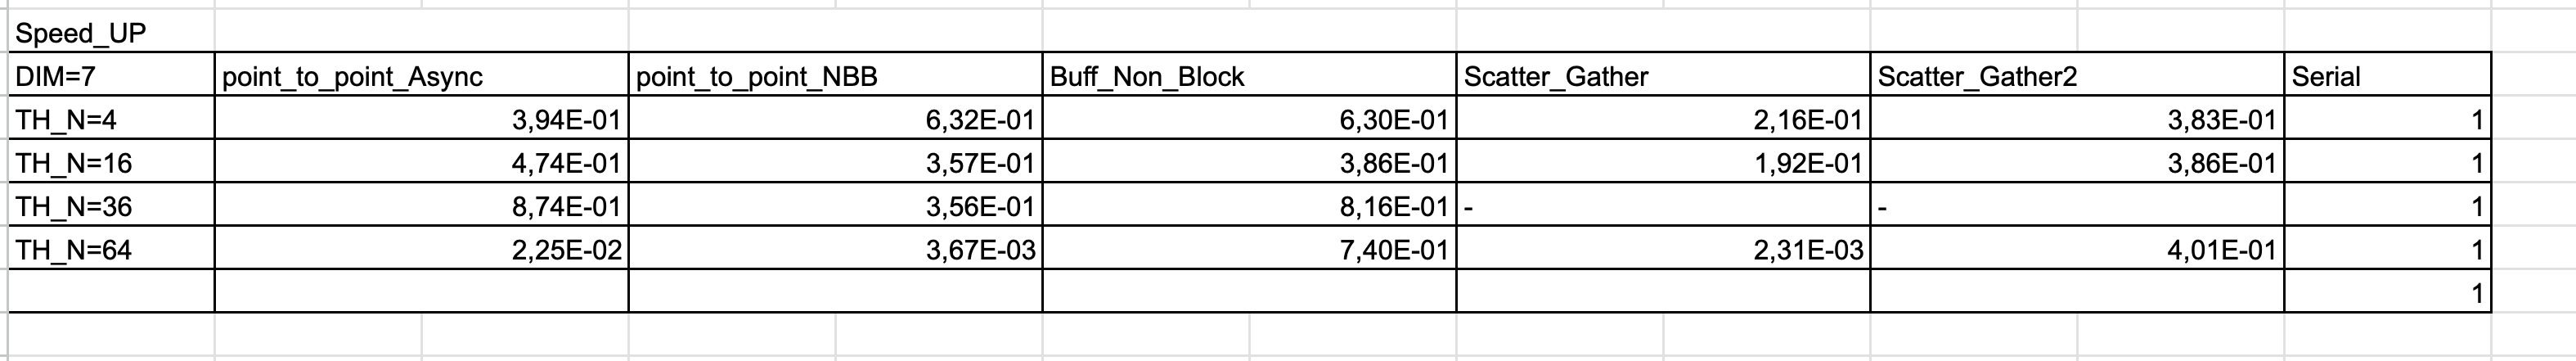 Speed_UP
DIM=7 point_to_point_Async point_to_point_NBB Buff_Non_Block Scatter_Gather Scatter_Gather2 Serial
TH_N=4 3,94E-01 6,32E-01 6,30E-01 2,16E-01 3,83E-01 1
TH_N=16 4,74E-01 3,57E-01 3,86E-01 1,92E-01 3,86E-01 1
TH_N=36 8,74E-01 3,56E-01 8,16E-01 - - 1
TH_N=64 2,25E-02 3,67E-03 7,40E-01 2,31E-03 4,01E-01 1
1